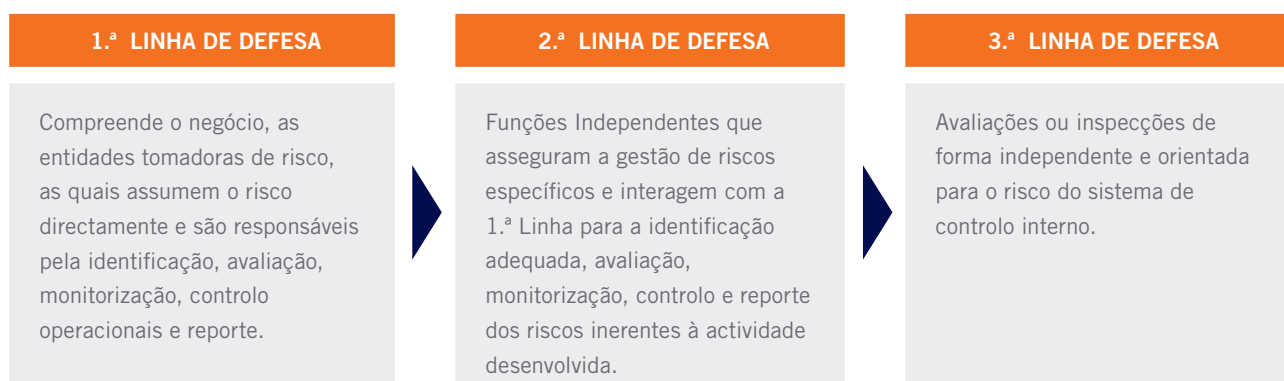 1.ª LINHA DE DEFESA
Compreende o negócio, as
entidades tomadoras de risco,
as quais assumem o risco
directamente e são responsáveis
pela identificação, avaliação,
monitorização, controlo
operacionais e reporte.
2.ª LINHA DE DEFESA
Funções Independentes que
asseguram a gestão de riscos
específicos e interagem com a
1.ª Linha para a identificação
adequada, avaliação,
monitorização, controlo e reporte
dos riscos inerentes à actividade
desenvolvida.
3.ª LINHA DE DEFESA
Avaliações ou inspecções de
forma independente e orientada
para o risco do sistema de
controlo interno.